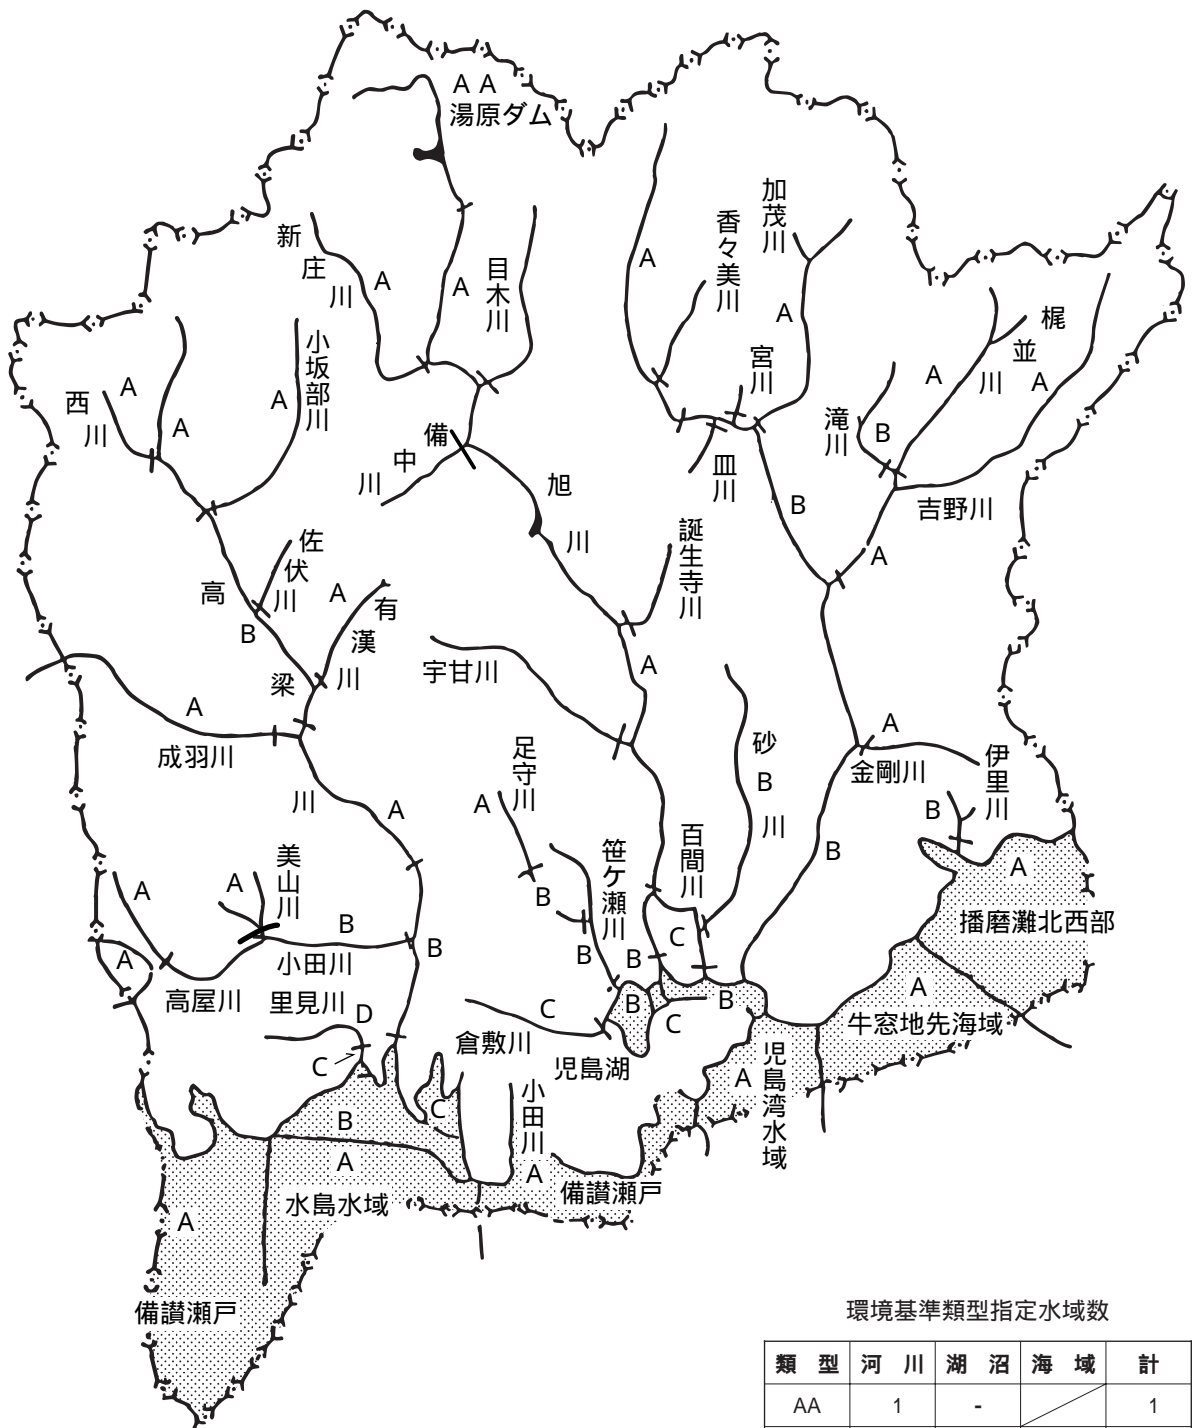 AA
湯原ダム
新庄川
A
A
目木川
A
香々美川
加茂川
A
宮川
皿川
梶並川
A
A
滝川
B
吉野川
A
B
小坂部川
A
西川
A
A
備中川
旭川
誕生寺川
佐伏川
高梁川
B
A
有漢川
宇甘川
A
A
成羽川
足守川
A
砂川
B
A
金剛川
伊里川
B
A
美山川
A
A
B
小田川
高屋川
A
里見川
D
C
B
B
笹ケ瀬川
B
百間川
C
B
B
B
C
B
A
播磨灘北西部
A
牛窓地先海域
倉敷川
C
児島湖
児島湾水域
A
C
小田川
B
A
水島水域
A
備讃瀬戸
A
備讃瀬戸
環境基準類型指定水域数
類型 河川 湖沼 海域 計
AA 1 - 1